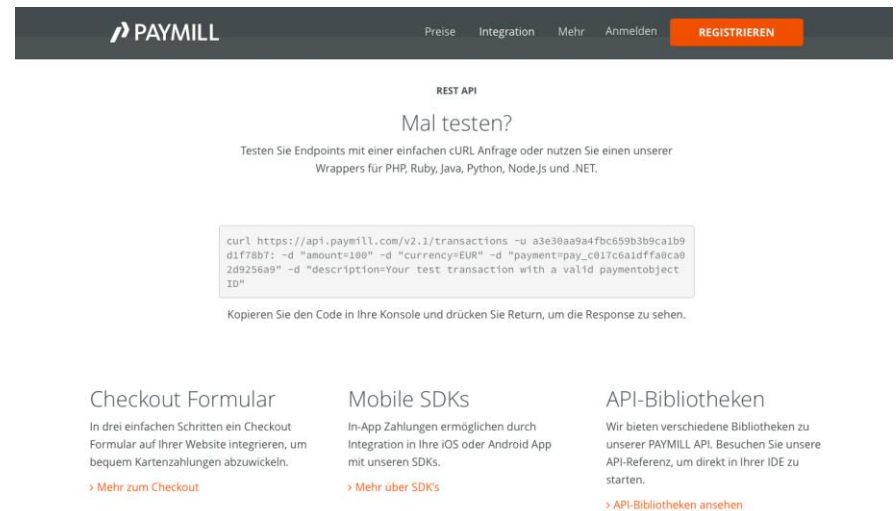 PAYMILL
Preise Integration Mehr Anmelden REGISTRIEREN
REST API
Mal testen?
Testen Sie Endpoints mit einer einfachen cURL Anfrage oder nutzen Sie einen unserer
Wrappers für PHP, Ruby, Java, Python, Node.Js und .NET.
curl https://api.paymill.com/v2.1/transactions -u a3e30aa9a4fbc659b3b9ca1b9
d1f78b7: -d "amount=100" -d "currency=EUR" -d "payment=pay_c017c6a1dffa0ca0
2d9256a9" -d "description=Your test transaction with a valid paymentobject
ID"
Kopieren Sie den Code in Ihre Konsole und drücken Sie Return, um die Response zu sehen.
Checkout Formular
In drei einfachen Schritten ein Checkout
Formular auf Ihrer Website integrieren, um
bequem Kartenzahlungen abzuwickeln.
> Mehr zum Checkout
Mobile SDKs
In-App Zahlungen ermöglichen durch
Integration in Ihre iOS oder Android App
mit unseren SDKs.
> Mehr über SDK's
API-Bibliotheken
Wir bieten verschiedene Bibliotheken zu
unserer PAYMILL API. Besuchen Sie unsere
API-Referenz, um direkt in Ihrer IDE zu
starten.
> API-Bibliotheken ansehen